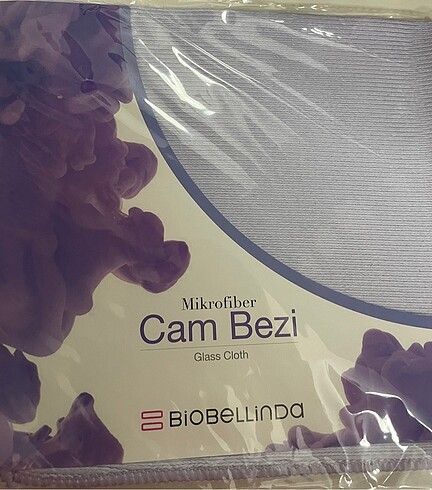 Mikrofiber
Cam Bezi
Glass Cloth
BiOBELLinDa